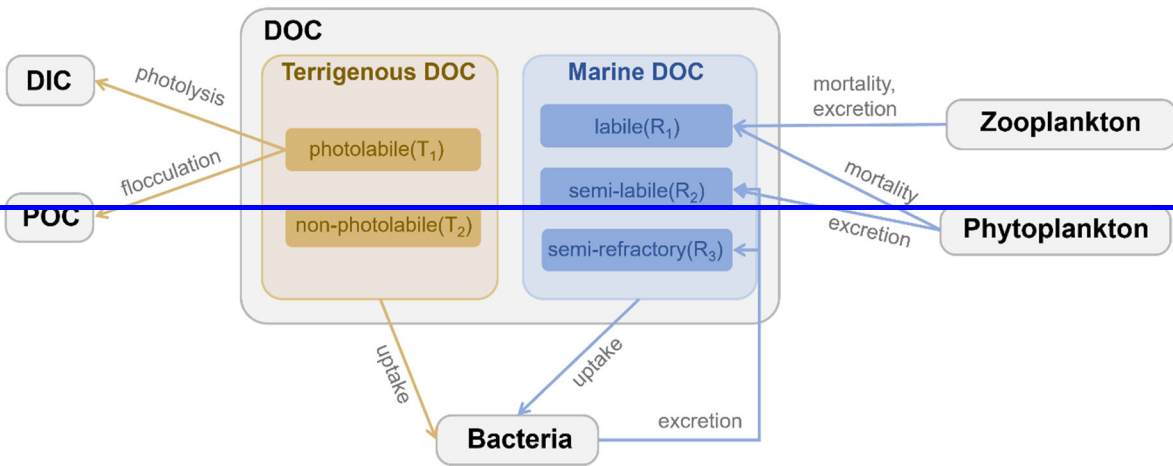 DOC
DIC
photolysis
Terrigenous DOC
Marine DOC
mortality,
excretion
Zooplankton
labile(R₁)
photolabile(T₁)
flocculation
mortality
semi-labile(R₂)
POC
non-photolabile(T₂)
excretion
Phytoplankton
semi-refractory(R₃)
uptake
uptake
excretion
Bacteria